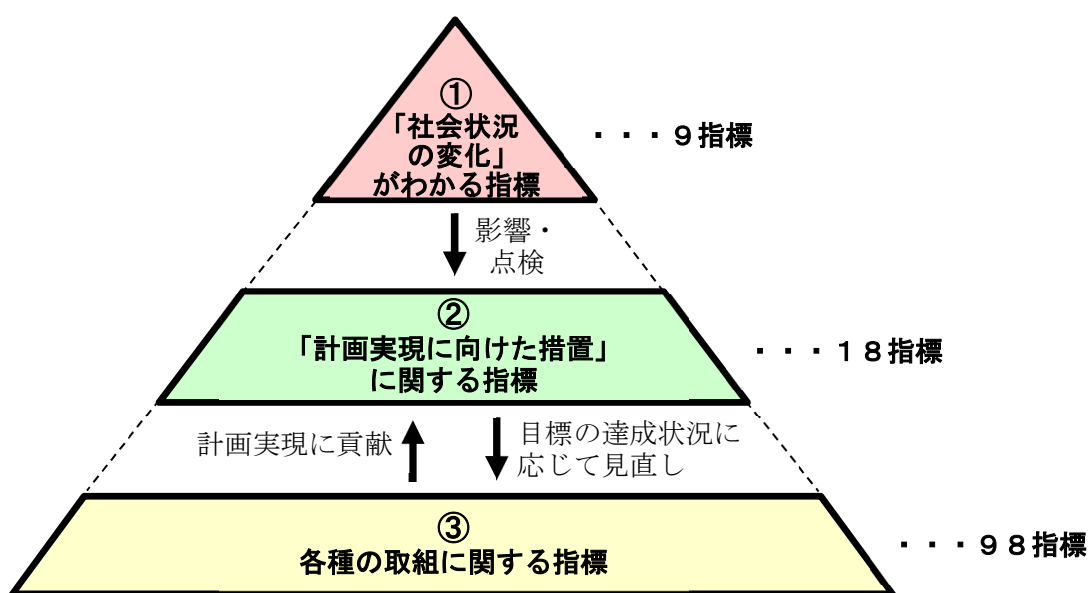 ①
「社会状況
の変化」
がわかる指標
・・・９指標
影響・
点検
②
「計画実現に向けた措置」
に関する指標
・・・１８指標
計画実現に貢献
目標の達成状況に
応じて見直し
③
各種の取組に関する指標
・・・９８指標